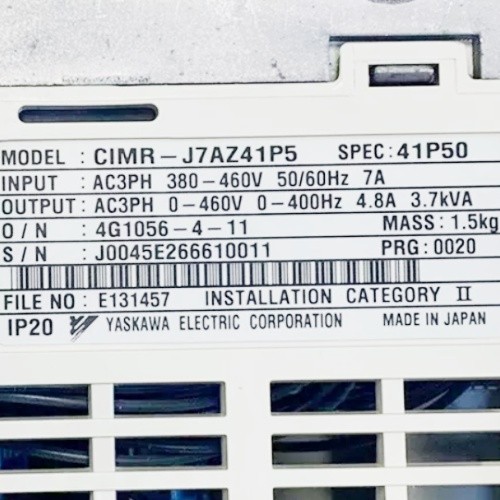 MODEL : CIMR-J7AZ41P5 SPEC: 41P50
INPUT : AC3PH 380-460V 50/60Hz 7A
OUTPUT : AC3PH 0-460V 0-400Hz 4.8A 3.7kVA
O/N : 4G1056-4-11 MASS: 1.5kg
S/N : J0045E266610011 PRG: 0020
FILE NO : E131457 INSTALLATION CATEGORY II
IP20 YASKAWA ELECTRIC CORPORATION MADE IN JAPAN